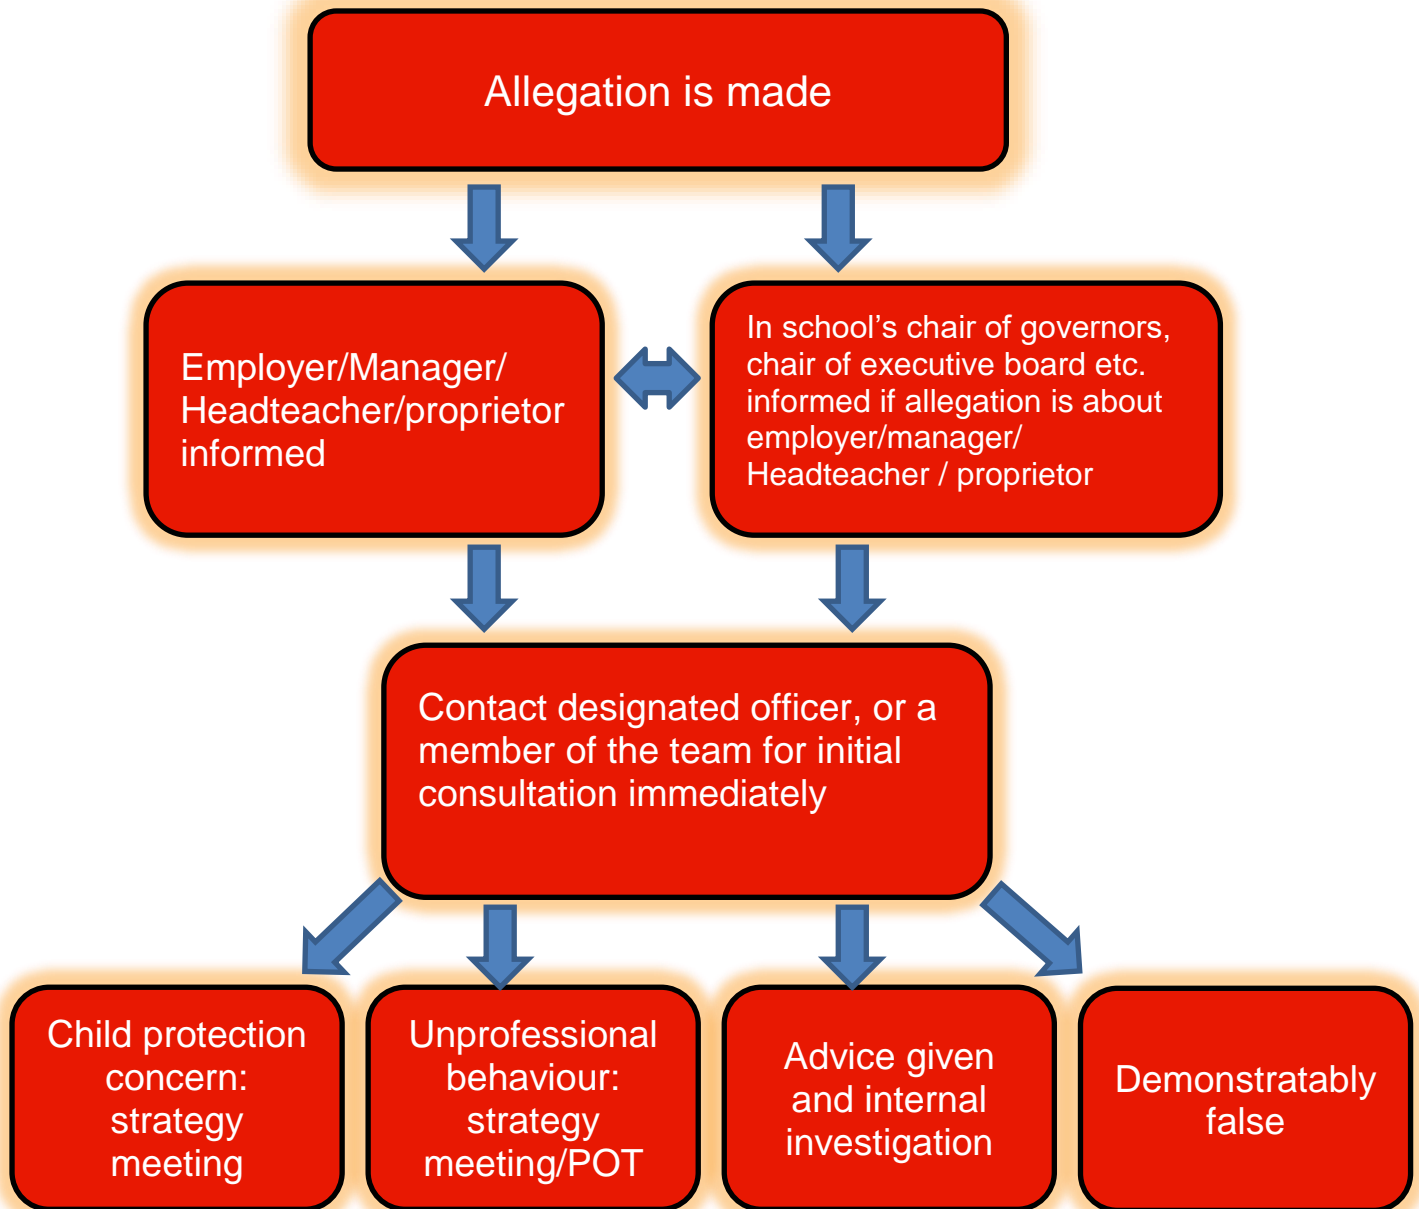 Allegation is made
Employer/Manager/
Headteacher/proprietor
informed
In school’s chair of governors,
chair of executive board etc.
informed if allegation is about
employer/manager/
Headteacher / proprietor
Contact designated officer, or a
member of the team for initial
consultation immediately
Child protection
concern:
strategy
meeting
Unprofessional
behaviour:
strategy
meeting/POT
Advice given
and internal
investigation
Demonstratably
false